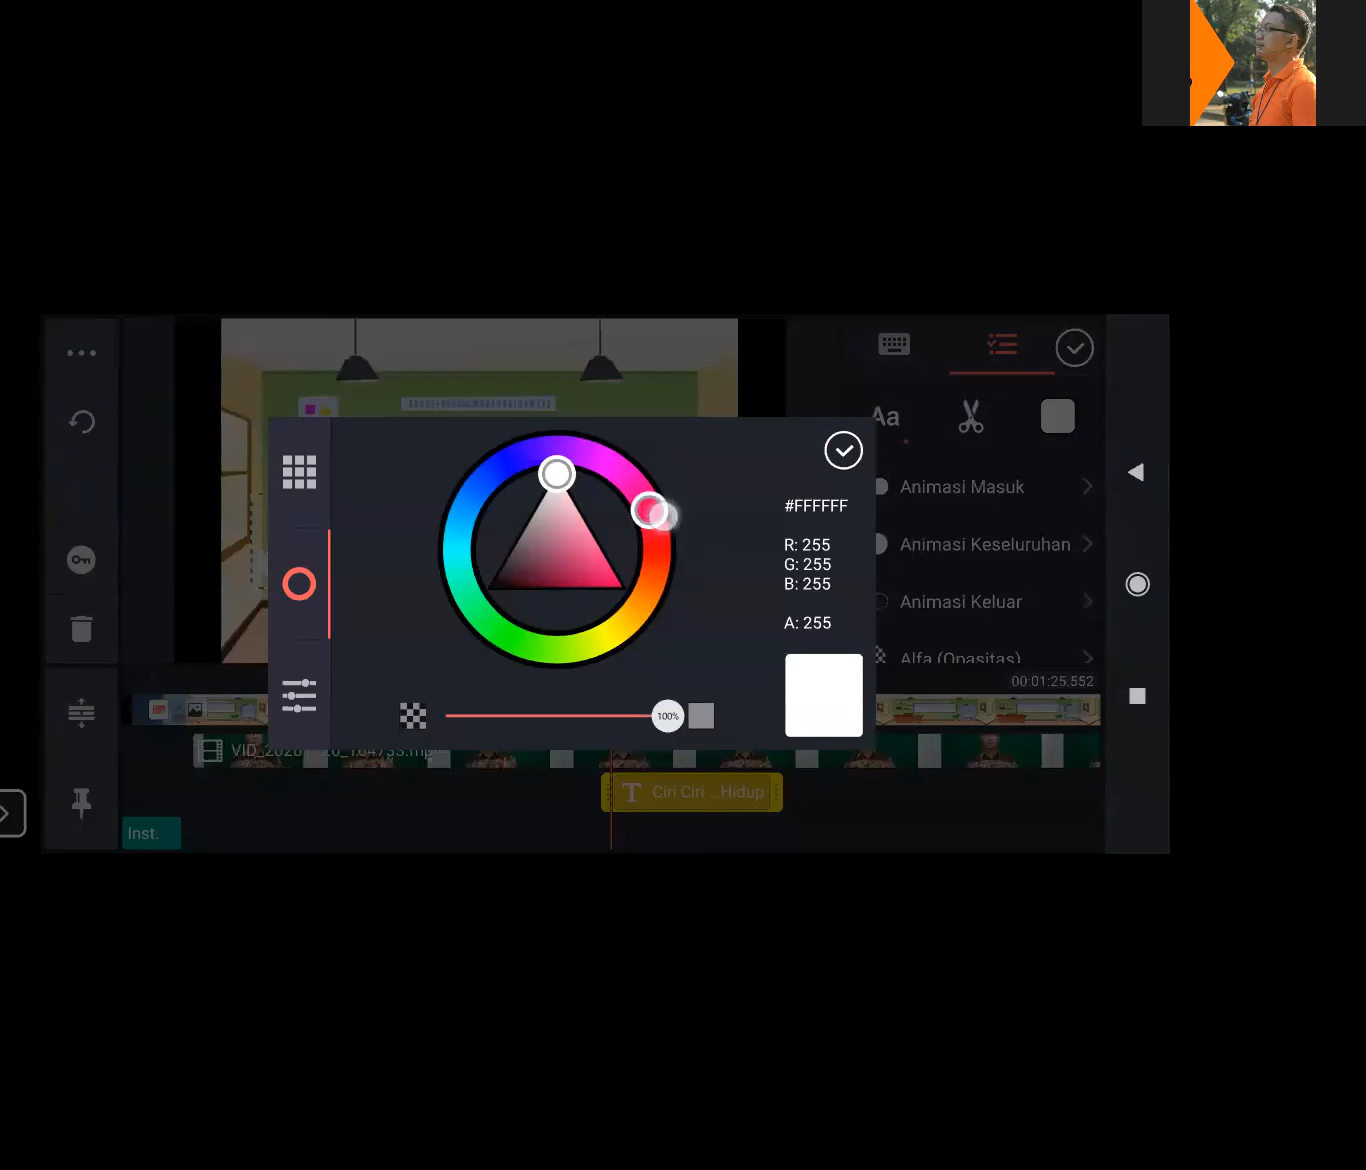 Aa
#FFFFFF
Animasi Masuk
R: 255
G: 255
B: 255
Animasi Keseluruhan
Animasi Keluar
A: 255
Alfa (Opasitas)
00:01:25.552
100%
Ciri Ciri ...Hidup
Inst.